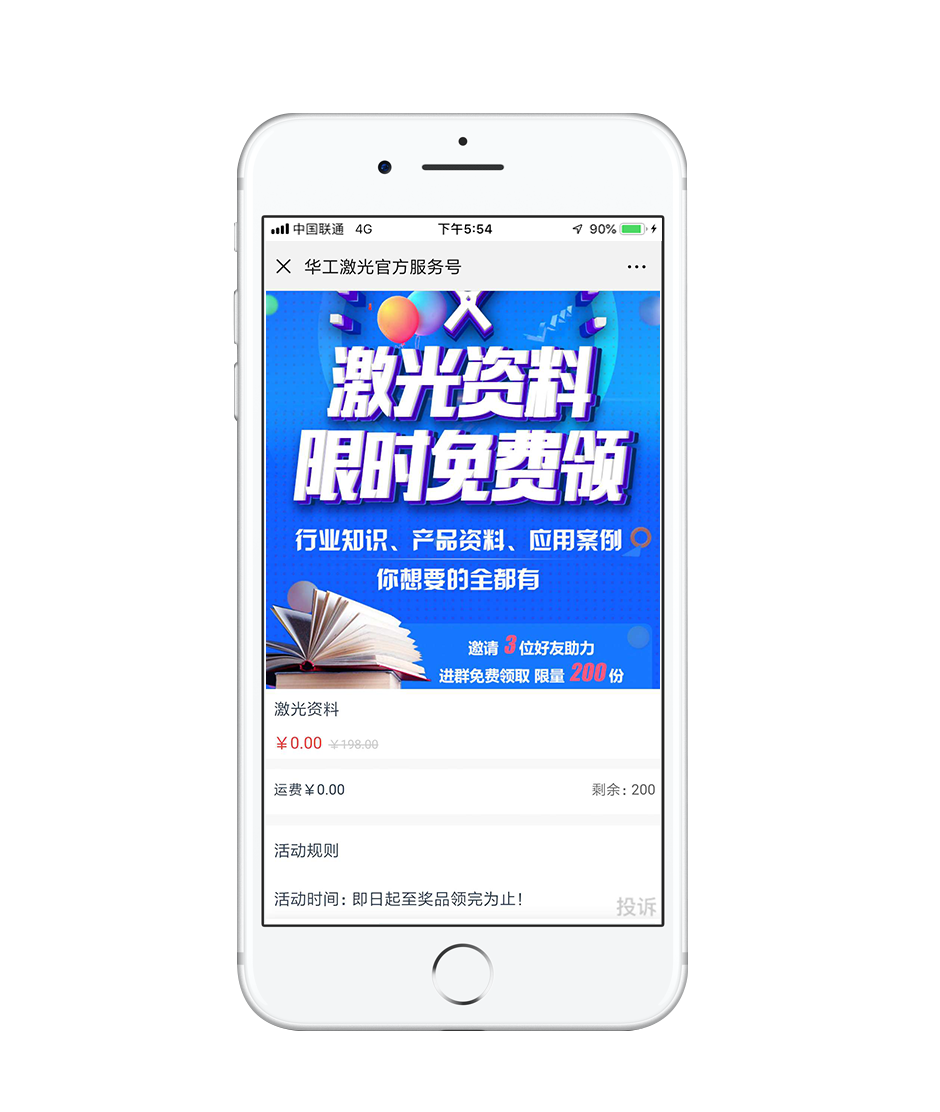 中国联通 4G 下午5:54 90%
华工激光官方服务号
激光资料
限时免费领
行业知识、产品资料、应用案例
你想要的全都有
邀请 3 位好友助力
进群免费领取 限量 200 份
激光资料
￥0.00 ￥198.00
运费￥0.00 剩余: 200
活动规则
活动时间: 即日起至奖品领完为止!
投诉